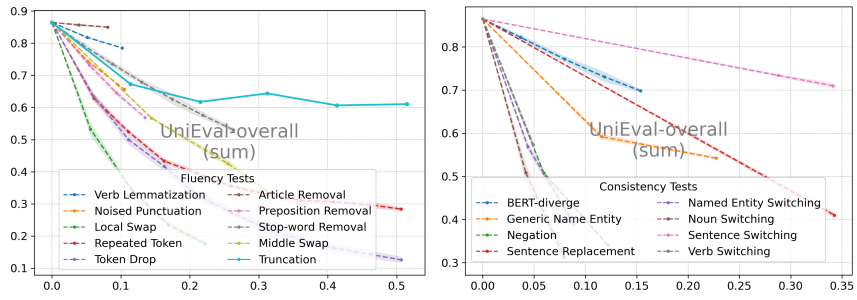 0.9
0.8
0.7
0.6
0.5
0.4
0.3
0.2
0.1
UniEval-overall
(sum)
Fluency Tests
Verb Lemmatization
Noised Punctuation
Local Swap
Repeated Token
Token Drop
Article Removal
Preposition Removal
Stop-word Removal
Middle Swap
Truncation
0.0 0.1 0.2 0.3 0.4 0.5
0.8
0.7
0.6
0.5
0.4
0.3
UniEval-overall
(sum)
Consistency Tests
BERT-diverge
Generic Name Entity
Negation
Sentence Replacement
Named Entity Switching
Noun Switching
Sentence Switching
Verb Switching
0.00 0.05 0.10 0.15 0.20 0.25 0.30 0.35